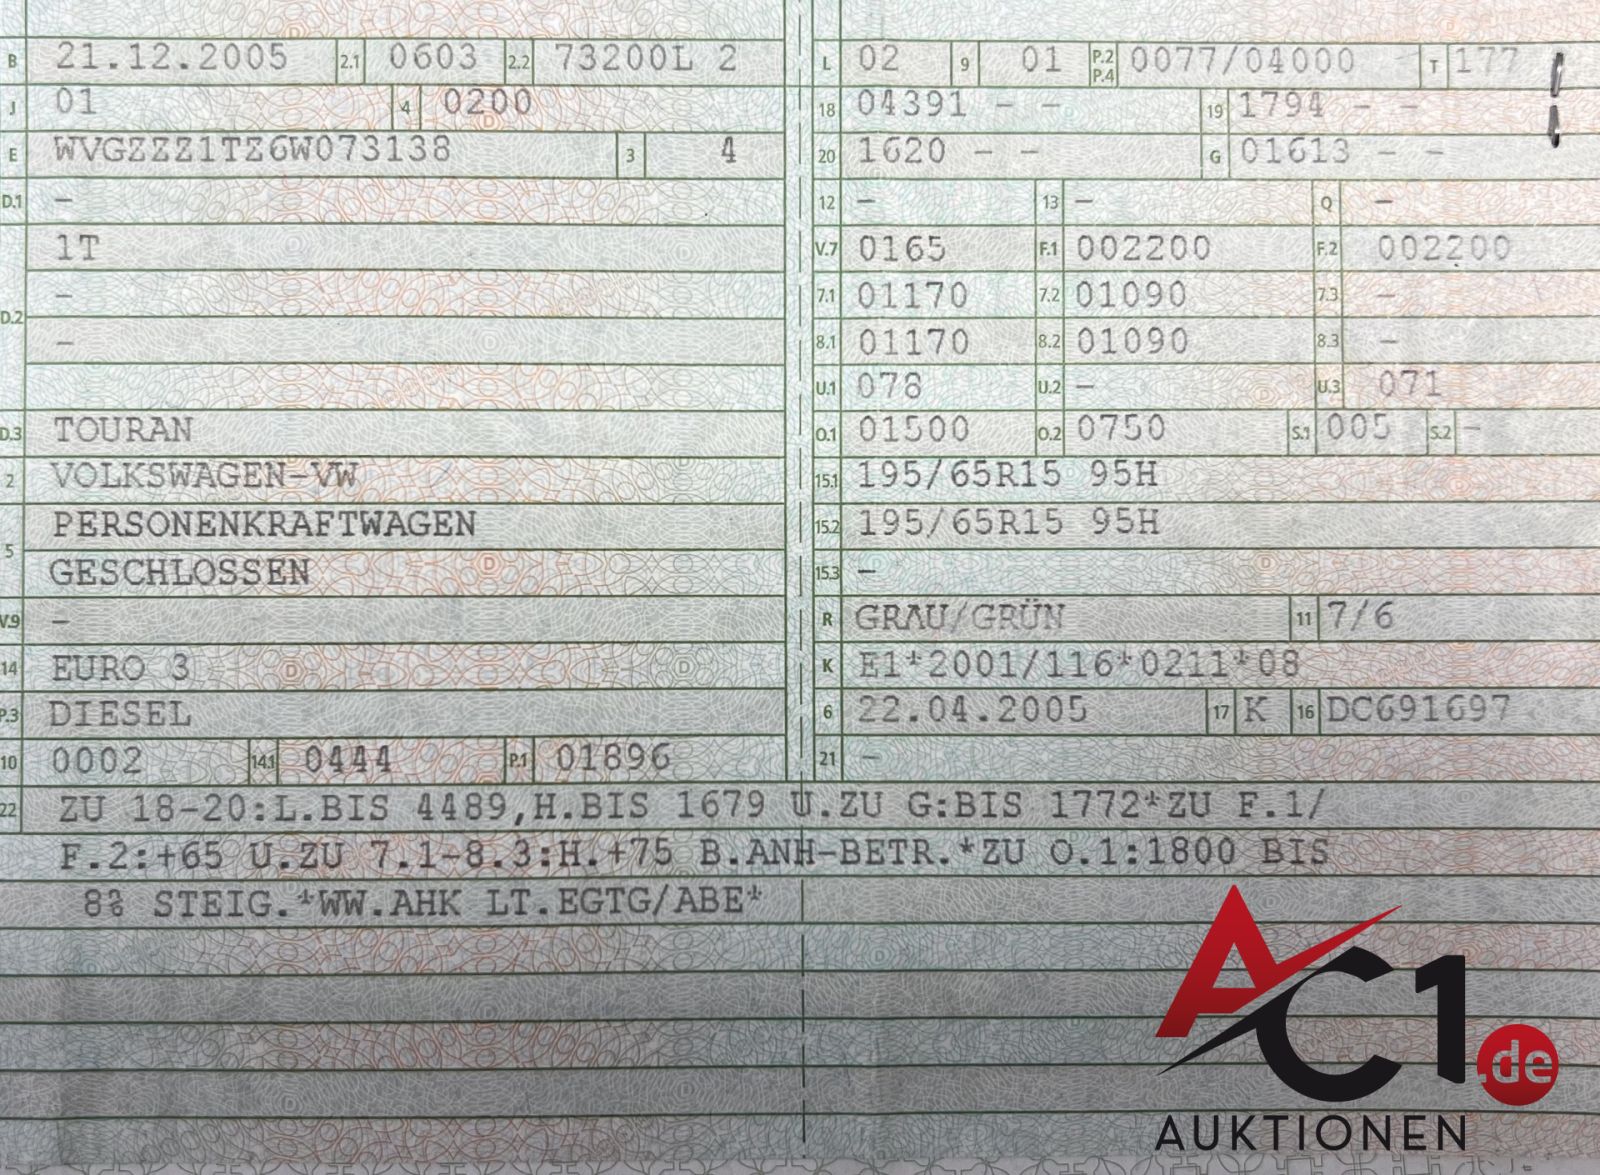 B 21.12.2005 2.1 0603 2.2 73200L 2
J 01 4 0200
E WVGZZZ1TZ6W073138 3 4
D.1 –
1T
–
D.2
–
D.3 TOURAN
2 VOLKSWAGEN-VW
PERSONENKRAFTWAGEN
5
GESCHLOSSEN
V.9 –
14 EURO 3
P.3 DIESEL
10 0002 14.1 0444 P.1 01896
L 02 9 01 P.2 P.4 0077/04000 T 177
18 04391 – – 19 1794 – –
20 1620 – – G 01613 – –
12 – 13 – Q –
V.7 0165 F.1 002200 F.2 002200
7.1 01170 7.2 01090 7.3 –
8.1 01170 8.2 01090 8.3 –
U.1 078 U.2 – U.3 071
O.1 01500 O.2 0750 S.1 005 S.2 –
15.1 195/65R15 95H
15.2 195/65R15 95H
15.3 –
R GRAU/GRÜN 11 7/6
K E1*2001/116*0211*08
6 22.04.2005 17 K 16 DC691697
21 –
22 ZU 18-20:L.BIS 4489,H.BIS 1679 U.ZU G:BIS 1772*ZU F.1/
F.2:+65 U.ZU 7.1-8.3:H.+75 B.ANH-BETR.*ZU O.1:1800 BIS
8% STEIG.*WW.AHK LT.EGTG/ABE*
AC1.de
AUKTIONEN